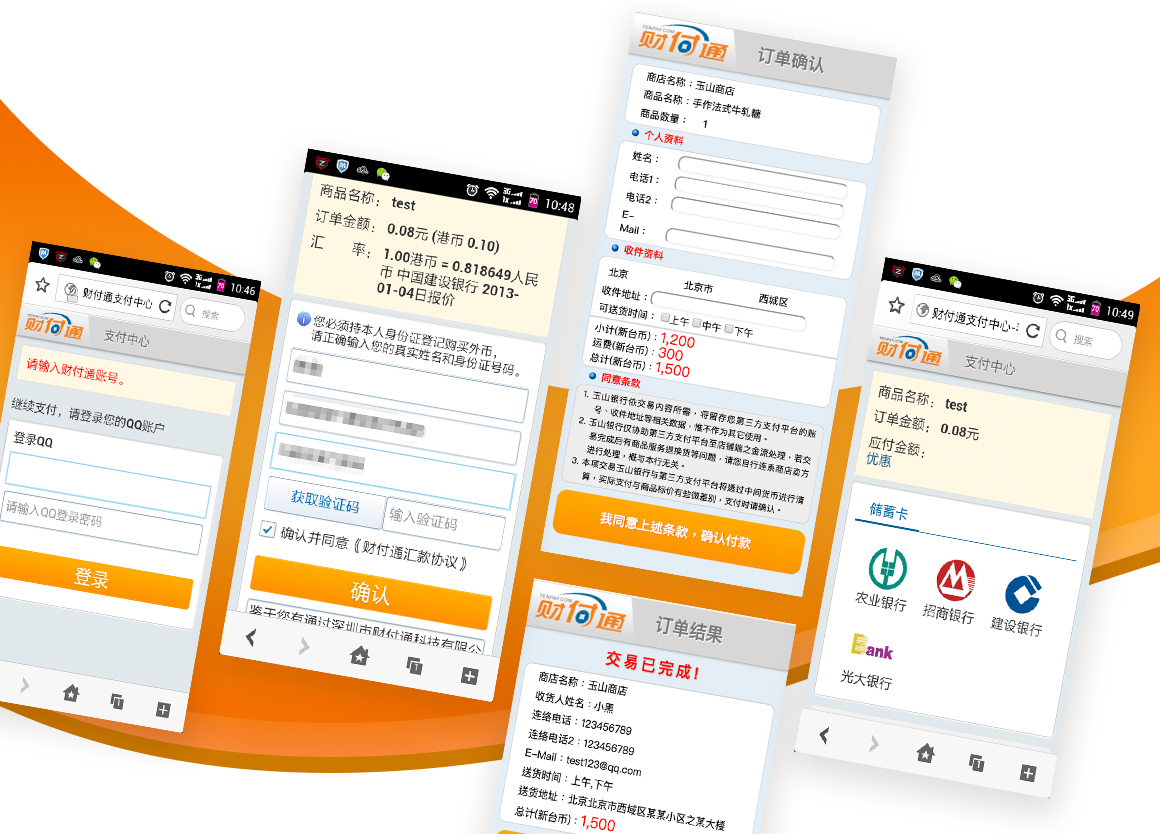 10:46
财付通支付中心
搜索
财付通
支付中心
请输入财付通账号。
继续支付，请登录您的QQ账户
登录QQ
请输入QQ登录密码
登录
10:48
商品名称： test
订单金额： 0.08元 (港币 0.10)
汇 率： 1.00港币 = 0.818649人民
币 中国建设银行 2013-
01-04日报价
您必须持本人身份证登记购买外币，
请正确输入您的真实姓名和身份证号码。
获取验证码 输入验证码
确认并同意《财付通汇款协议》
确认
鉴于您有通过深圳市财付通科技有限公
TENPAY.COM
财付通
订单确认
商店名称：玉山商店
商品名称：手作法式牛轧糖
商品数量： 1
个人资料
姓名：
电话1：
电话2：
E-
Mail：
收件资料
北京 北京市 西城区
收件地址：
可送货时间： 上午 中午 下午
小计(新台币)：1,200
运费(新台币)：300
总计(新台币)：1,500
同意条款
1. 玉山银行依交易内容所需，将留存您第三方支付平台的账
号、收件地址等相关数据，惟不作为其它使用。
2. 玉山银行仅协助第三方支付平台至店铺端之金流处理，若交
易完成后有商品服务退换货等问题，请您自行连系商店卖方
进行处理，概与本行无关。
3. 本项交易玉山银行与第三方支付平台将透过中间货币进行清
算，实际支付与商品标价有些微差别，支付时请确认。
我同意上述条款，确认付款
TENPAY.COM
财付通
订单结果
交易已完成！
商店名称：玉山商店
收货人姓名：小黑
连络电话：123456789
连络电话2：123456789
E-Mail：test123@qq.com
送货时间：上午,下午
送货地址：北京北京市西域区某某小区之某大楼
总计(新台币)：1,500
10:49
财付通支付中心-
搜索
财付通
支付中心
商品名称： test
订单金额： 0.08元
应付金额：
优惠
储蓄卡
农业银行
招商银行
建设银行
Bank
光大银行